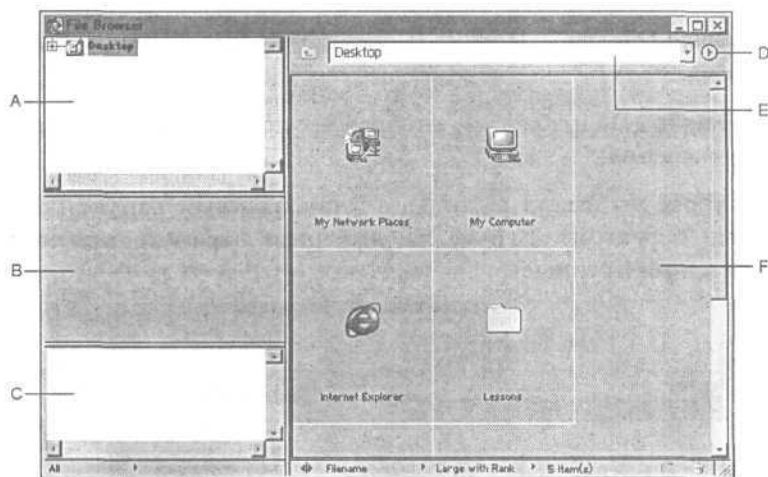 File Browser
Desktop
Desktop
A
B
C
D
E
F
My Network Places
My Computer
Internet Explorer
Lessons
All
Filename
Large with Rank
5 Item(s)